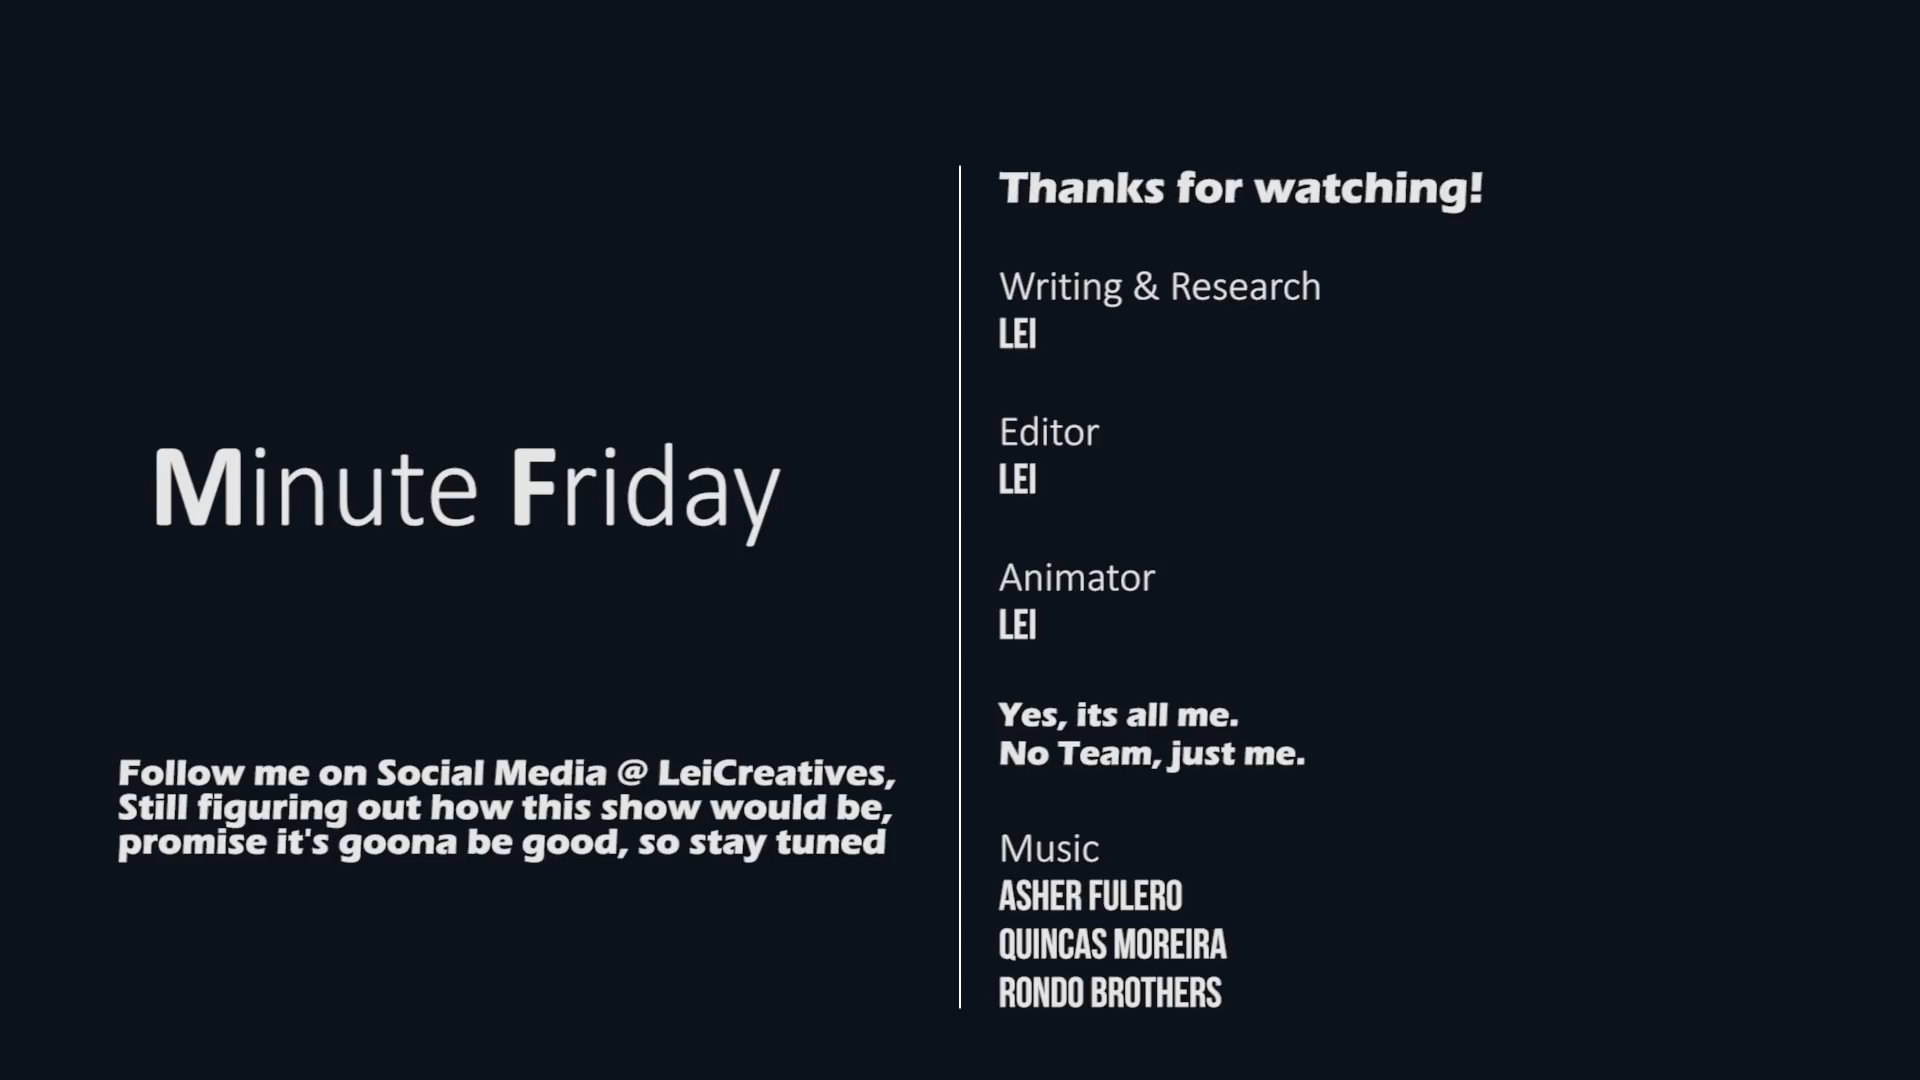 Minute Friday
Follow me on Social Media @ LeiCreatives,
Still figuring out how this show would be,
promise it's goona be good, so stay tuned
Thanks for watching!
Writing & Research
LEI
Editor
LEI
Animator
LEI
Yes, its all me.
No Team, just me.
Music
ASHER FULERO
QUINCAS MOREIRA
RONDO BROTHERS